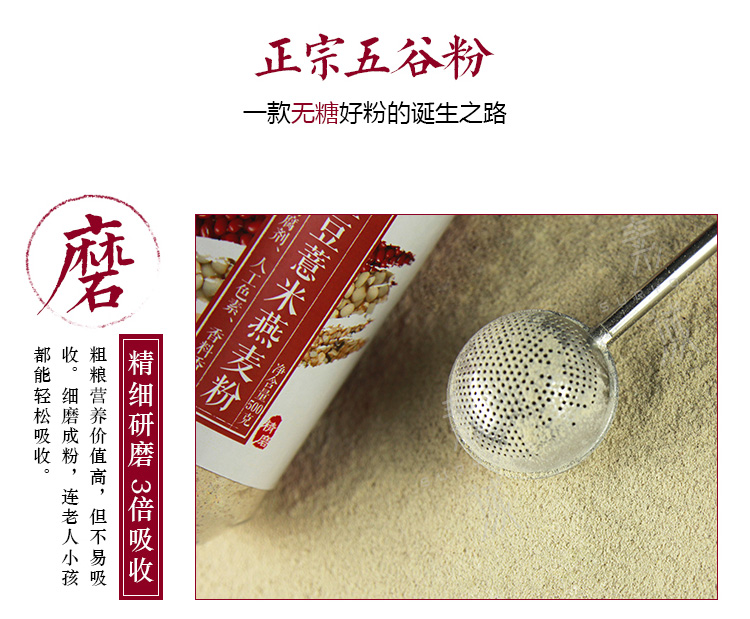 正宗五谷粉
一款无糖好粉的诞生之路
磨
精细研磨 3倍吸收
粗粮营养价值高，但不易吸
收。细磨成粉，连老人小孩
都能轻松吸收。
豆薏米燕麦粉
腐剂
人工色素、香料香
净含量500克
精磨